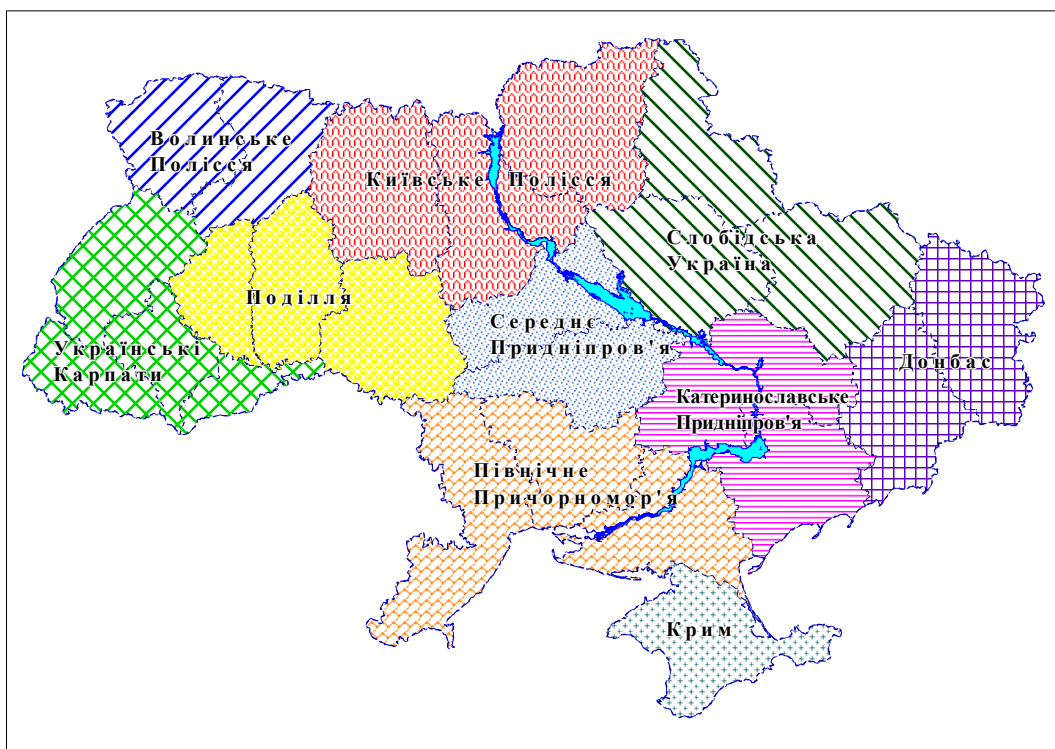 Волинське
Полісся
Київське Полісся
Слобідська
Україна
Поділля
Середнє
Придніпров'я
Українські
Карпати
Донбас
Катеринославське
Придніпров'я
Північне
Причорномор'я
Крим